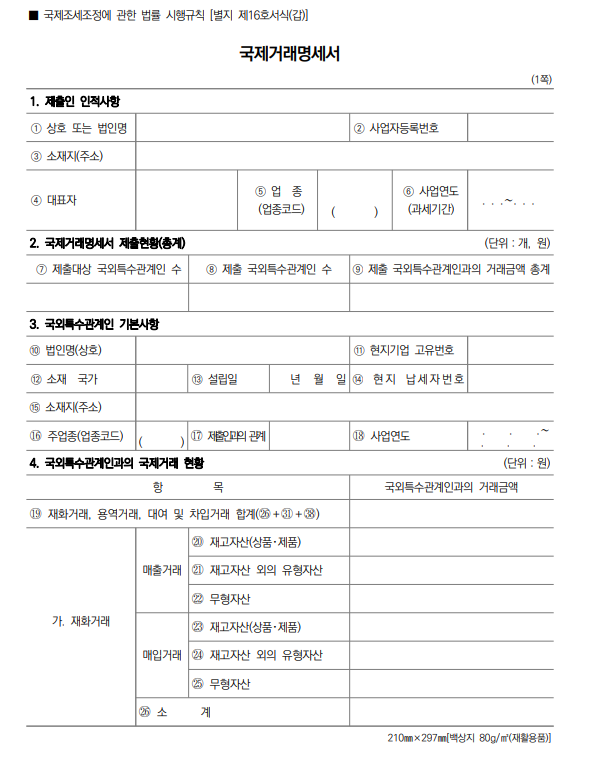 ■ 국제조세조정에 관한 법률 시행규칙 [별지 제16호서식(갑)]
국제거래명세서
(1쪽)
1. 제출인 인적사항
① 상호 또는 법인명 ② 사업자등록번호
③ 소재지(주소)
④ 대표자 ⑤ 업 종 (업종코드) ( ) ⑥ 사업연도 (과세기간) . . .~. . .
2. 국제거래명세서 제출현황(총계) (단위 : 개, 원)
⑦ 제출대상 국외특수관계인 수 ⑧ 제출 국외특수관계인 수 ⑨ 제출 국외특수관계인과의 거래금액 총계
3. 국외특수관계인 기본사항
⑩ 법인명(상호) ⑪ 현지기업 고유번호
⑫ 소재 국가 ⑬ 설립일 년 월 일 ⑭ 현지 납세자번호
⑮ 소재지(주소)
⑯ 주업종(업종코드) ( ) ⑰ 제출인과의 관계 ⑱ 사업연도 . . .~ . . .
4. 국외특수관계인과의 국제거래 현황 (단위 : 원)
항 목 국외특수관계인과의 거래금액
⑲ 재화거래, 용역거래, 대여 및 차입거래 합계(㉖+㉛+㊳)
가. 재화거래
매출거래
⑳ 재고자산(상품·제품)
㉑ 재고자산 외의 유형자산
㉒ 무형자산
매입거래
㉓ 재고자산(상품·제품)
㉔ 재고자산 외의 유형자산
㉕ 무형자산
㉖ 소 계
210㎜×297㎜[백상지 80g/㎡(재활용품)]